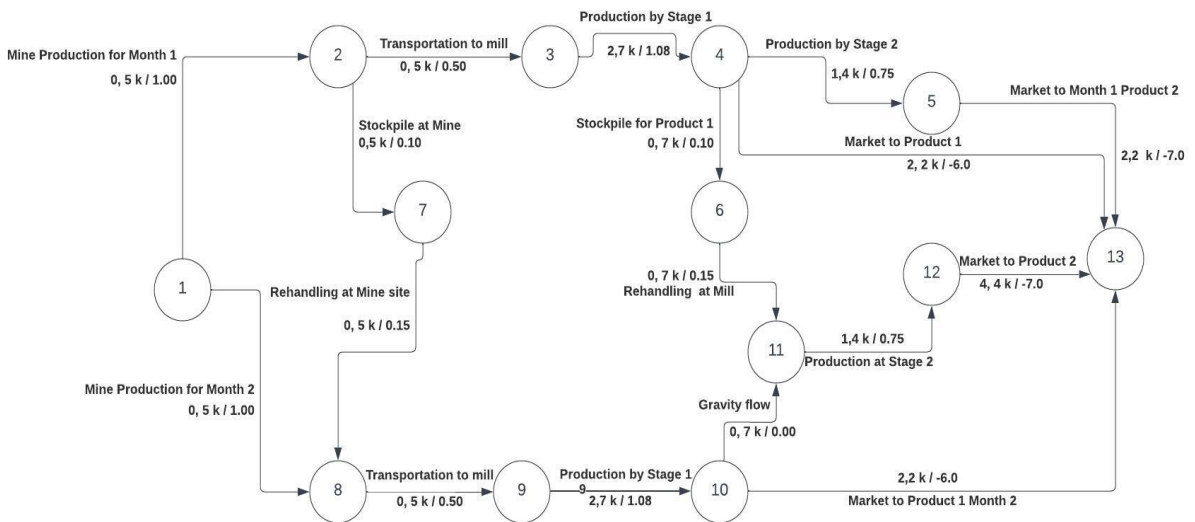 Production by Stage 1
2,7 k / 1.08
Mine Production for Month 1
0, 5 k / 1.00
2
Transportation to mill
0, 5 k / 0.50
3
4
Production by Stage 2
1,4 k / 0.75
5
Market to Month 1 Product 2
2,2 k / -7.0
Stockpile at Mine
0,5 k / 0.10
Stockpile for Product 1
0, 7 k / 0.10
Market to Product 1
2, 2 k / -6.0
7
6
1
Rehandling at Mine site
0, 5 k / 0.15
0, 7 k / 0.15
Rehandling at Mill
12
Market to Product 2
4, 4 k / -7.0
13
11
1,4 k / 0.75
Production at Stage 2
Mine Production for Month 2
0, 5 k / 1.00
Gravity flow
0, 7 k / 0.00
8
Transportation to mill
0, 5 k / 0.50
9
Production by Stage 1
9
2,7 k / 1.08
10
2,2 k / -6.0
Market to Product 1 Month 2